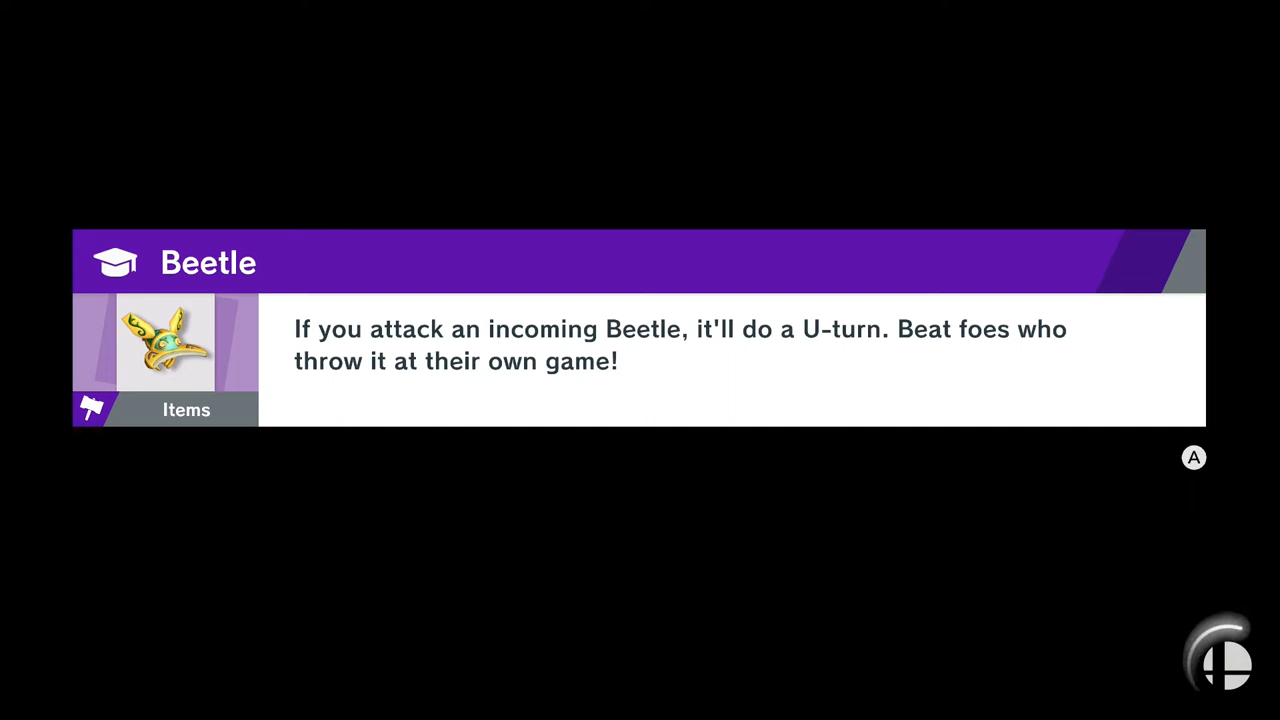 Beetle
If you attack an incoming Beetle, it'll do a U-turn. Beat foes who
throw it at their own game!
Items
A